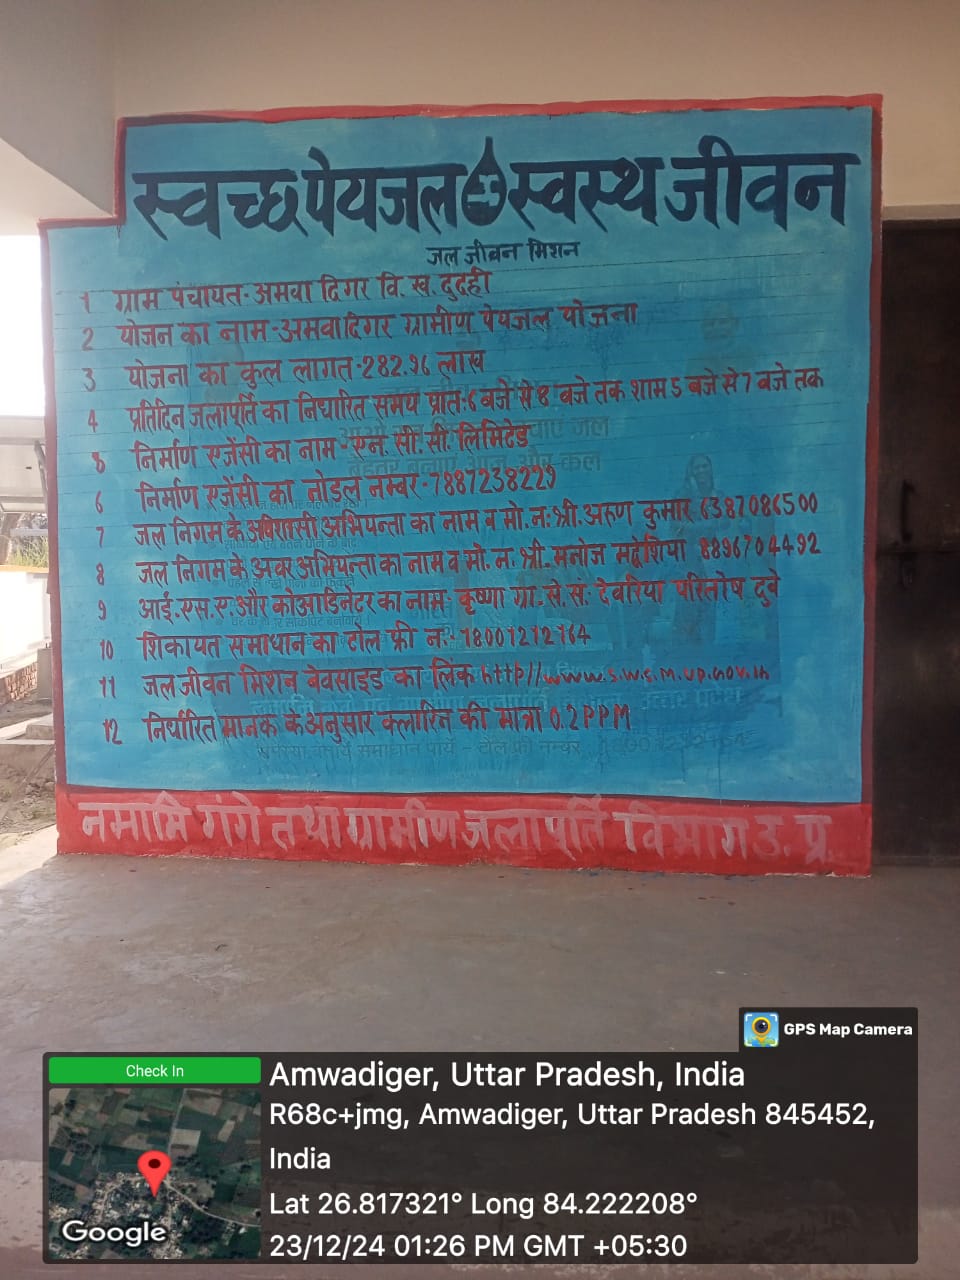 स्वच्छ पेयजल स्वस्थ जीवन
जल जीवन मिशन
1 ग्राम पंचायत- अमवा दिगर वि. ख. दुदही
2 योजन का नाम-अमवादिगर ग्रामीण पेयजल योजना
3 योजना का कुल लागत-282.96 लाख
4 प्रतिदिन जलापूर्ति का निर्धारित समय प्रातः6 बजे से 8 बजे तक शाम 5 बजे से 7 बजे तक
5 निर्माण एजेंसी का नाम - एन. सी. सी. लिमिटेड
6 निर्माण एजेंसी का नोडल नम्बर-7887238229
7 जल निगम के अधिशासी अभियन्ता का नाम व मो. नः श्री. अरुण कुमार 6387086500
8 जल निगम के अवर अभियन्ता का नाम व मो. न. श्री. मनोज मद्देशिया 8896704492
9 आई.एस.ए.और कोआर्डिनेटर का नामः कृष्णा ग्रा. से. सं. देवरिया परितोष दुबे
10 शिकायत समाधान का टोल फ्री नः- 18001212164
11 जल जीवन मिशन बेवसाइड का लिंक http//www.s.w.s.m.up.gov.in
12 निर्धारित मानक के अनुसार क्लोरिन की मात्रा 0.2 PPM
नमामि गंगे तथा ग्रामीण जलापूर्ति विभाग उ. प्र.
GPS Map Camera
Check In
Amwadiger, Uttar Pradesh, India
R68c+jmg, Amwadiger, Uttar Pradesh 845452,
India
Lat 26.817321° Long 84.222208°
23/12/24 01:26 PM GMT +05:30
Google